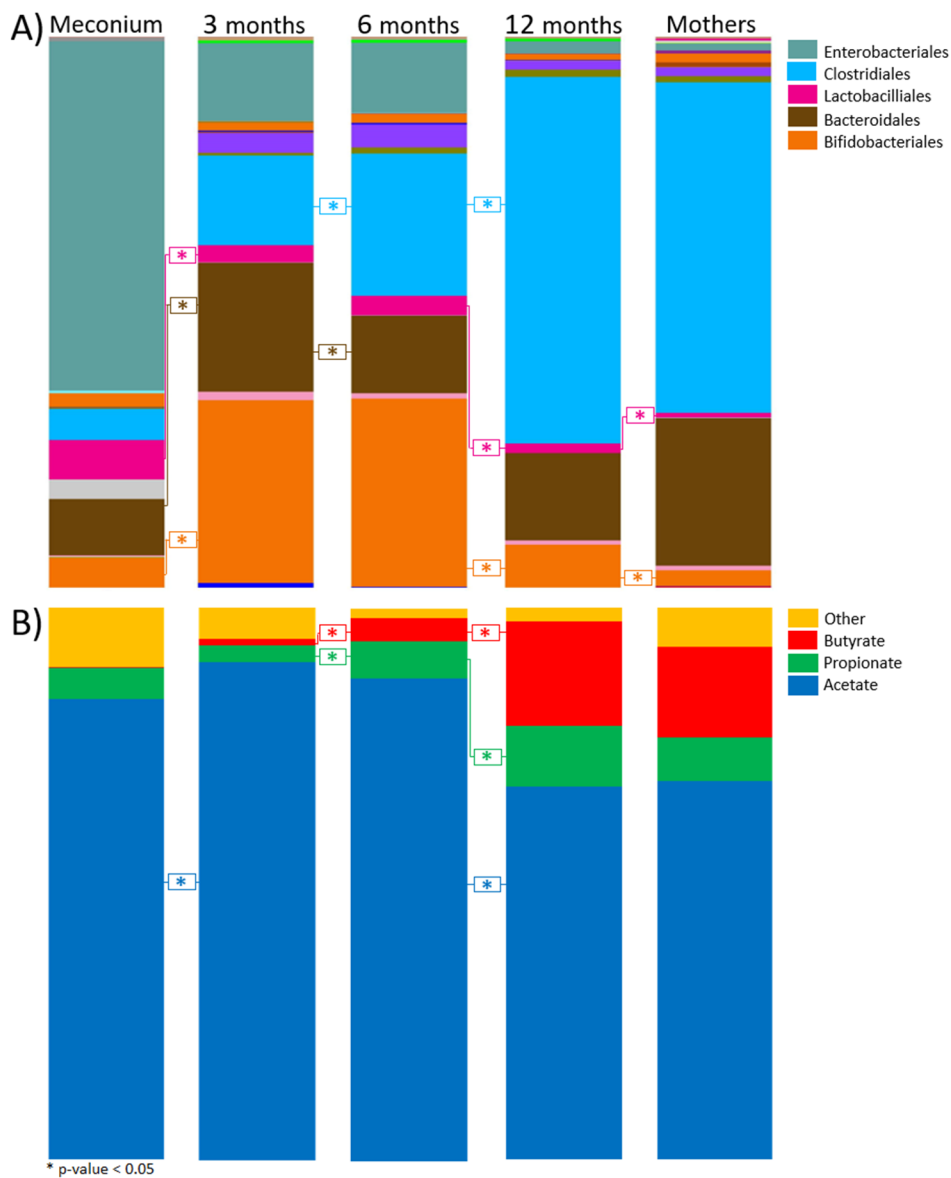 A)
Meconium
3 months
6 months
12 months
Mothers
Enterobacteriales
Clostridiales
Lactobacilliales
Bacteroidales
Bifidobacteriales
*
*
*
*
*
*
*
*
*
*
B)
Other
Butyrate
Propionate
Acetate
*
*
*
*
*
*
* p-value < 0.05